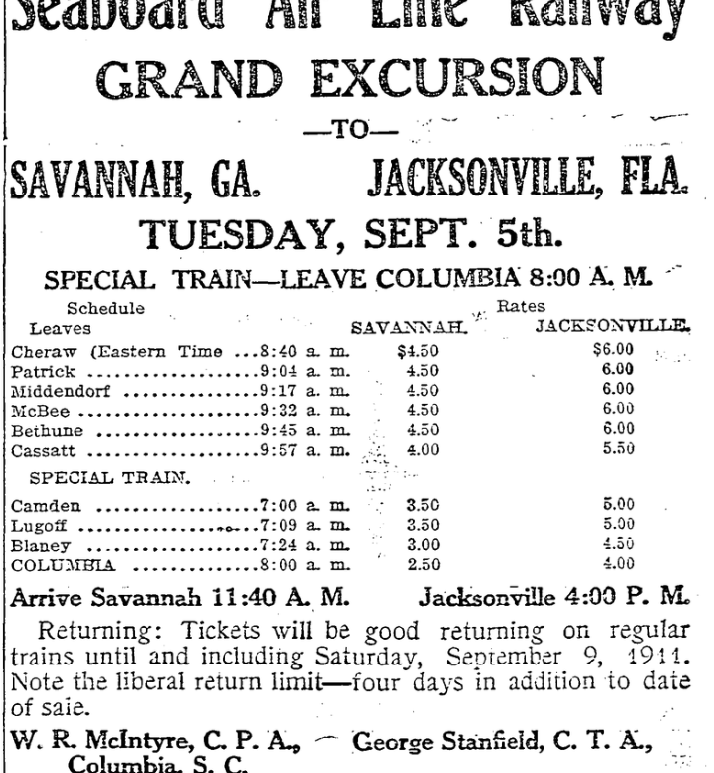 Seaboard Air Line Railway
GRAND EXCURSION
—TO—
SAVANNAH, GA. JACKSONVILLE, FLA.
TUESDAY, SEPT. 5th.
SPECIAL TRAIN—LEAVE COLUMBIA 8:00 A. M.
Schedule Rates
Leaves SAVANNAH. JACKSONVILLE.
Cheraw (Eastern Time ...8:40 a. m. $4.50 $6.00
Patrick ..................9:04 a. m. 4.50 6.00
Middendorf ..............9:17 a. m. 4.50 6.00
McBee ...................9:32 a. m. 4.50 6.00
Bethune .................9:45 a. m. 4.50 6.00
Cassatt ..................9:57 a. m. 4.00 5.50
SPECIAL TRAIN.
Camden .................7:00 a. m. 3.50 5.00
Lugoff ...................7:09 a. m. 3.50 5.00
Blaney ..................7:24 a. m. 3.00 4.50
COLUMBIA .............8:00 a. m. 2.50 4.00
Arrive Savannah 11:40 A. M. Jacksonville 4:00 P. M.
Returning: Tickets will be good returning on regular
trains until and including Saturday, September 9, 1911.
Note the liberal return limit—four days in addition to date
of sale.
W. R. McIntyre, C. P. A., George Stanfield, C. T. A.,
Columbia, S. C.